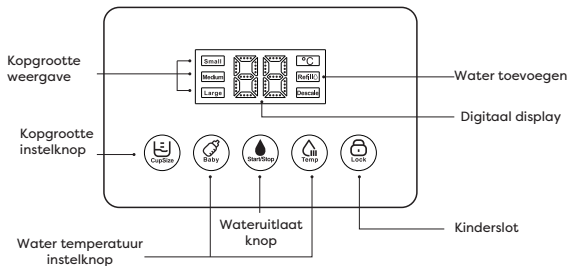 Kopgrootte
weergave
Small
Medium
Large
88
°C
Refill
Descale
Water toevoegen
Digitaal display
Kopgrootte
instelknop
CupSize
Baby
Start/Stop
Temp
Lock
Water temperatuur
instelknop
Wateruitlaat
knop
Kinderslot